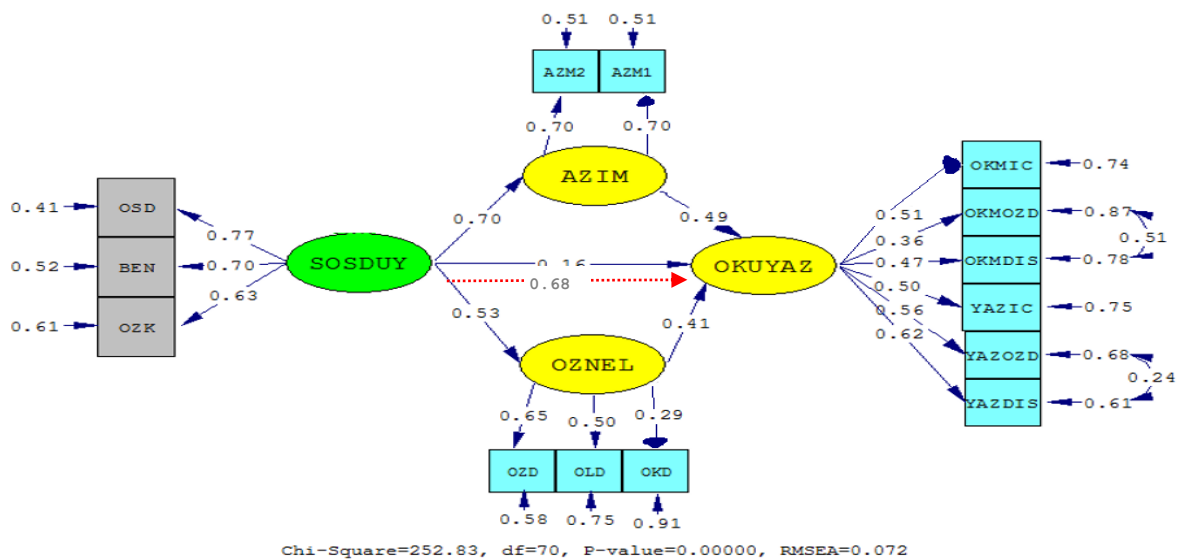 0.51 0.51
AZM2 AZM1
0.70 0.70
AZIM
0.41 OSD
0.52 BEN
0.61 OZK
0.77
0.70
0.63
SOSDUY
0.70
0.49
0.16
0.68
0.53
0.41
OKUYAZ
OZNEL
0.65 0.50 0.29
OZD OLD OKD
0.58 0.75 0.91
0.51
0.36
0.47
0.50
0.56
0.62
OKMIC 0.74
OKMOZD 0.87
0.51
OKMDIS 0.78
YAZIC 0.75
YAZOZD 0.68
0.24
YAZDIS 0.61
Chi-Square=252.83, df=70, P-value=0.00000, RMSEA=0.072